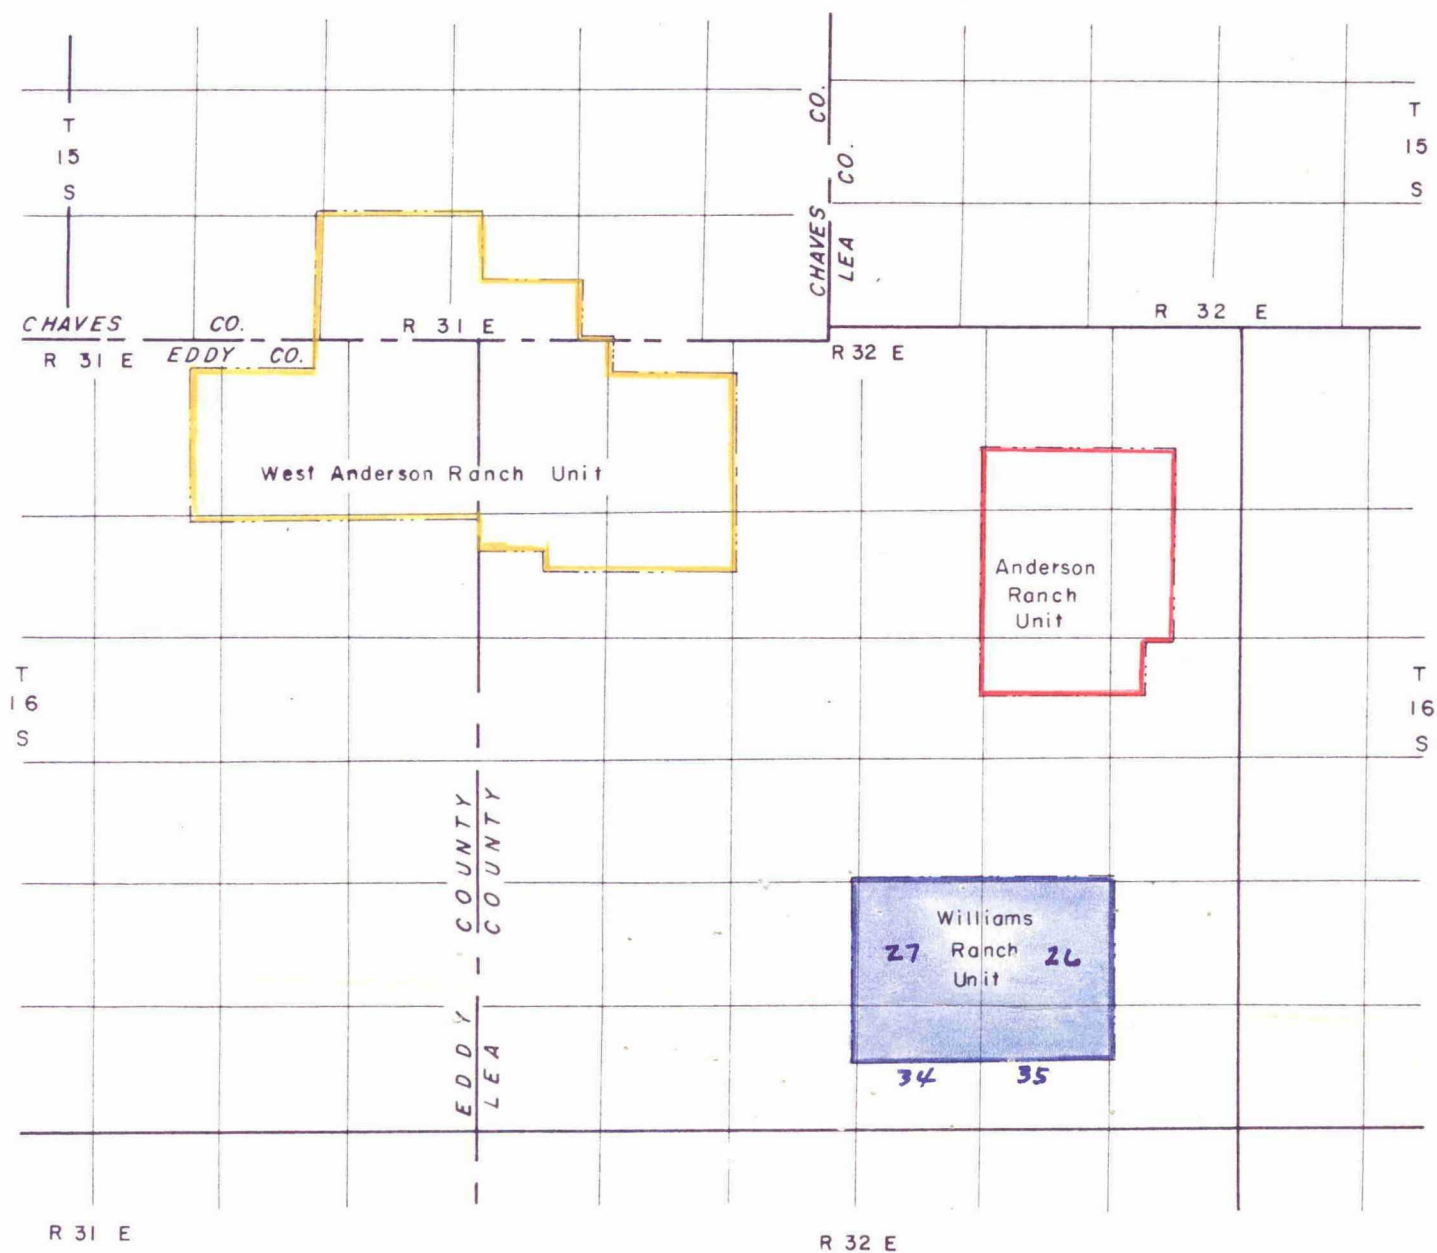 T
15
S
T
15
S
CHAVES CO.
LEA CO.
CHAVES CO.
R 31 E
R 32 E
R 31 E
EDDY CO.
R 32 E
West Anderson Ranch Unit
Anderson
Ranch
Unit
T
16
S
T
16
S
EDDY COUNTY
LEA COUNTY
Williams
27 Ranch 26
Unit
34 35
R 31 E
R 32 E